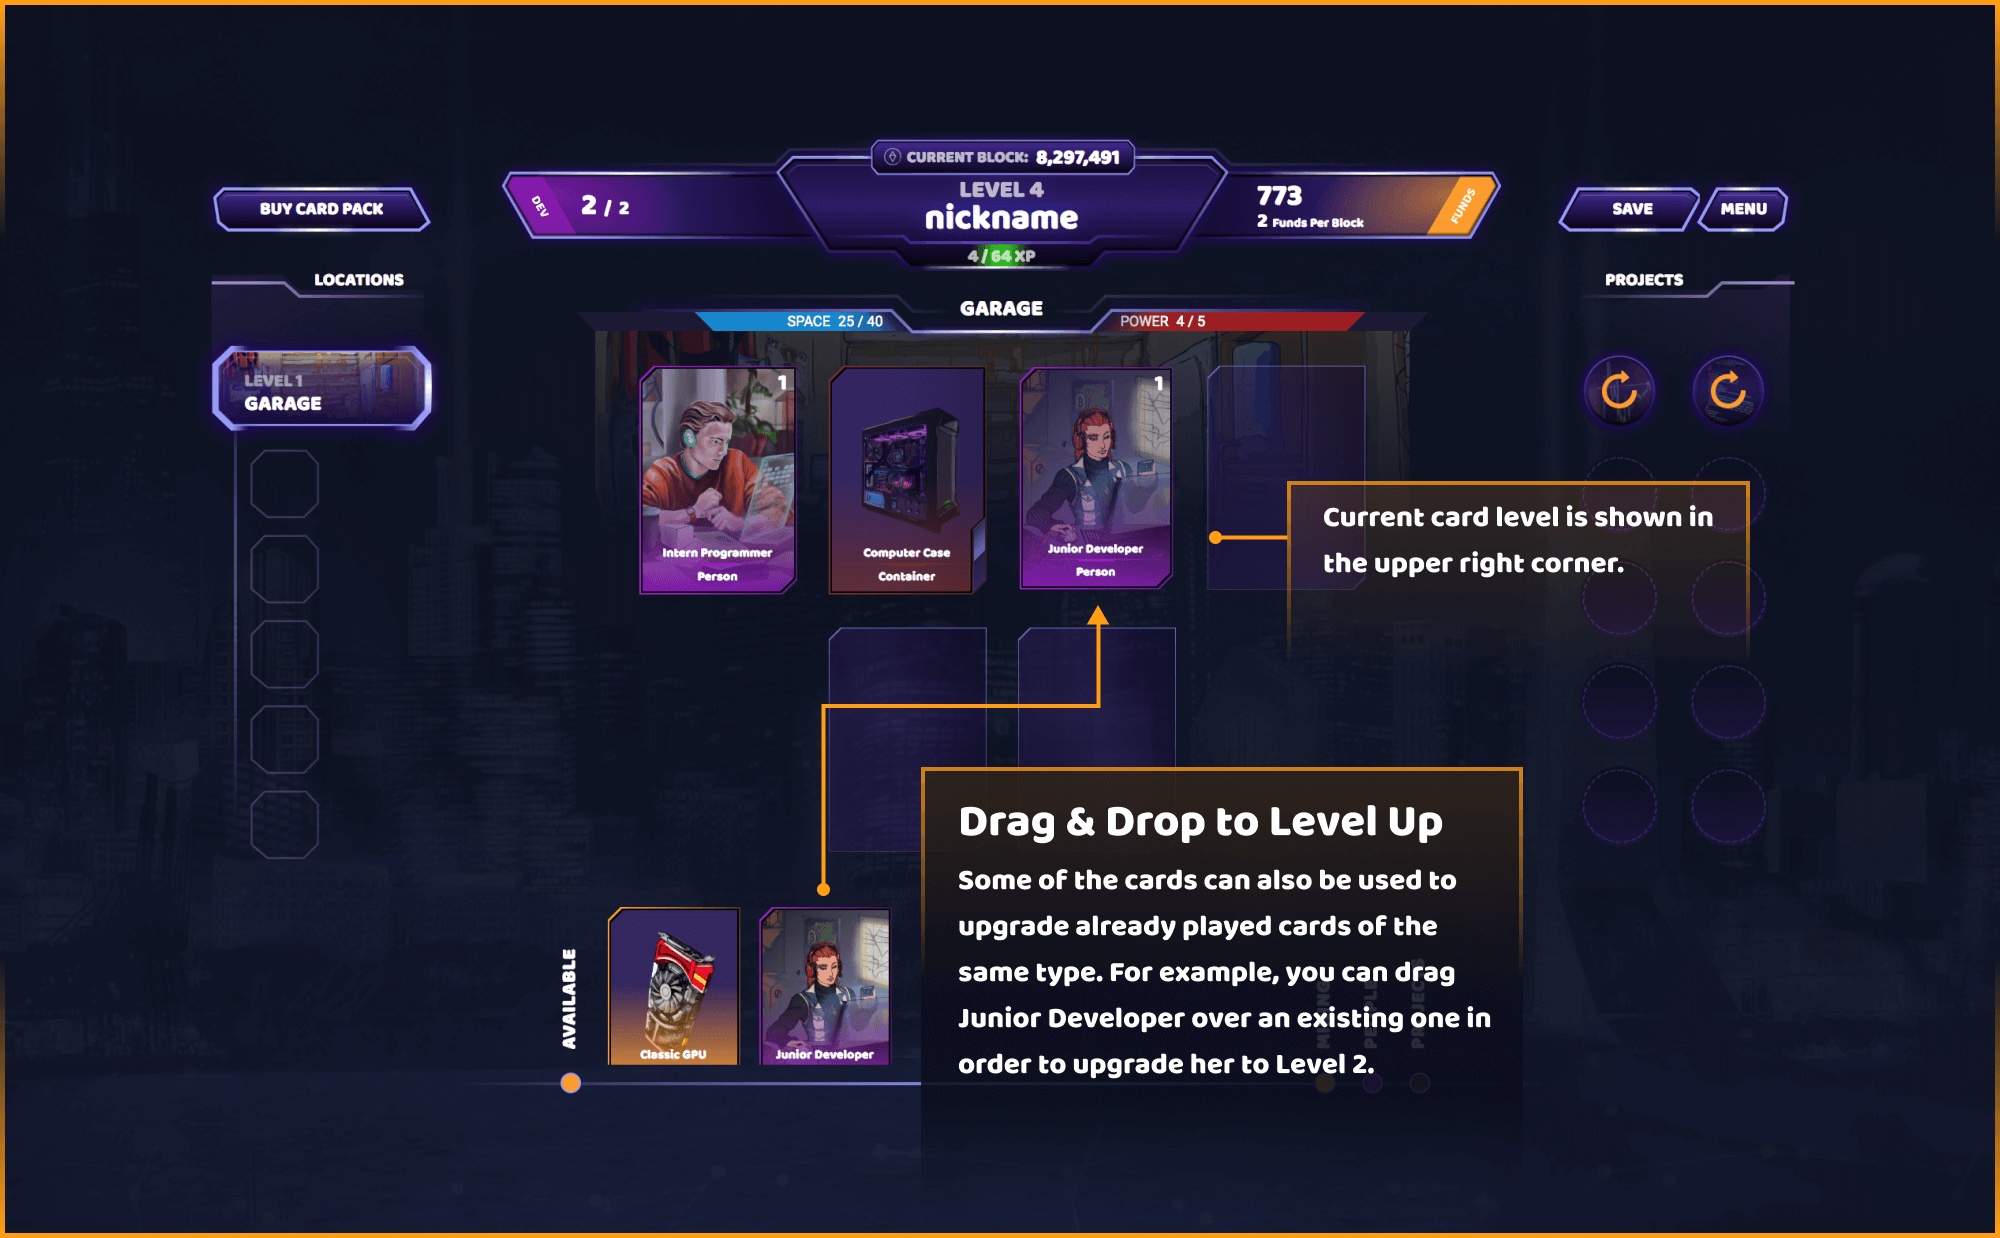 CURRENT BLOCK: 8,297,491
BUY CARD PACK
DEV
2 / 2
LEVEL 4
nickname
4 / 64 XP
773
2 Funds Per Block
FUNDS
SAVE
MENU
LOCATIONS
PROJECTS
GARAGE
SPACE 25 / 40
POWER 4 / 5
LEVEL 1
GARAGE
1
Intern Programmer
Person
Computer Case
Container
1
Junior Developer
Person
Current card level is shown in
the upper right corner.
Drag & Drop to Level Up
Some of the cards can also be used to
upgrade already played cards of the
same type. For example, you can drag
Junior Developer over an existing one in
order to upgrade her to Level 2.
AVAILABLE
Classic GPU
Junior Developer
PEOPLE
PROJECTS